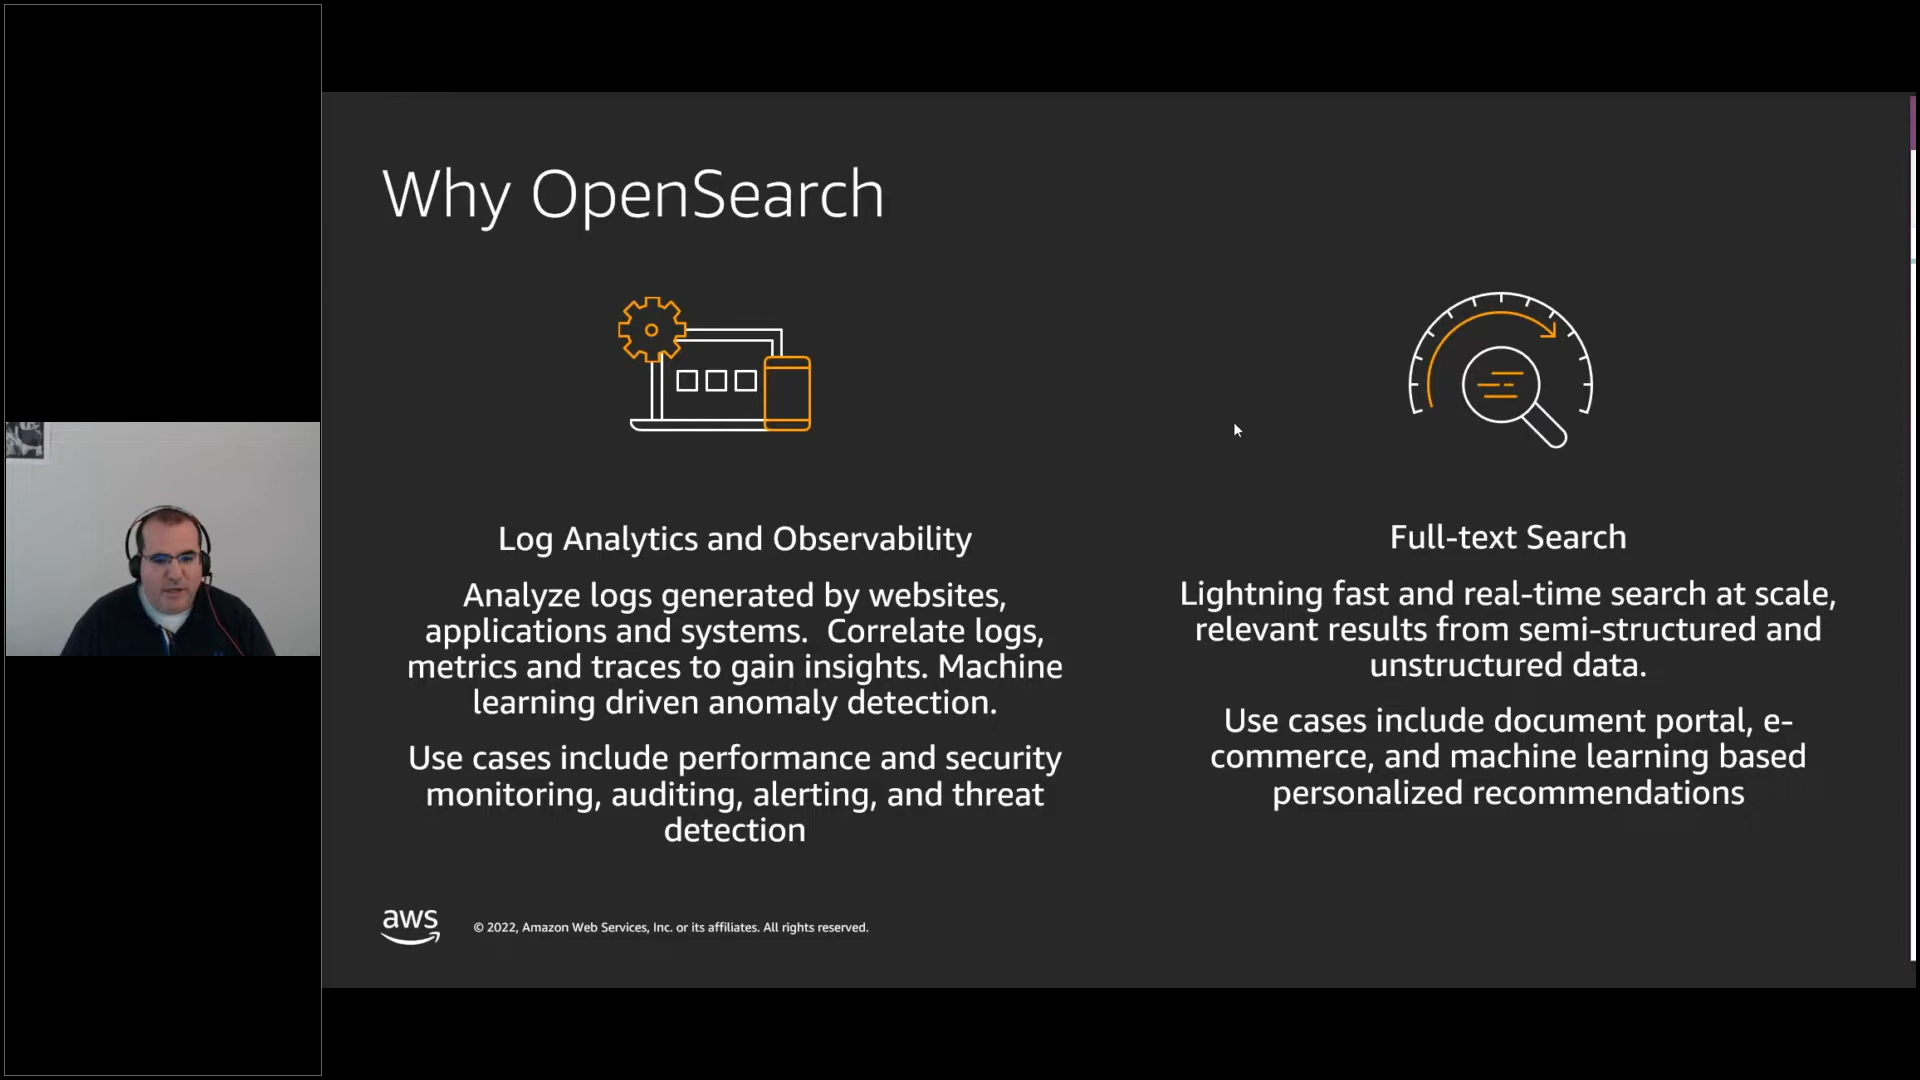 Why OpenSearch
Log Analytics and Observability
Analyze logs generated by websites,
applications and systems.  Correlate logs,
metrics and traces to gain insights. Machine
learning driven anomaly detection.
Use cases include performance and security
monitoring, auditing, alerting, and threat
detection
Full-text Search
Lightning fast and real-time search at scale,
relevant results from semi-structured and
unstructured data.
Use cases include document portal, e-
commerce, and machine learning based
personalized recommendations
aws
© 2022, Amazon Web Services, Inc. or its affiliates. All rights reserved.